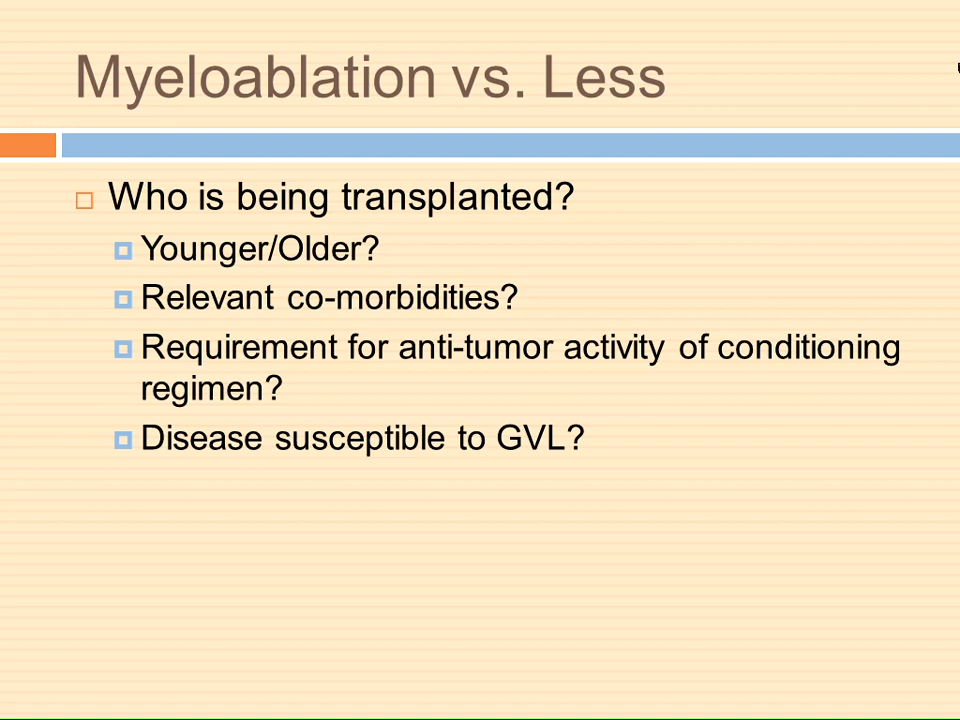 Myeloablation vs. Less
Who is being transplanted?
Younger/Older?
Relevant co-morbidities?
Requirement for anti-tumor activity of conditioning
regimen?
Disease susceptible to GVL?